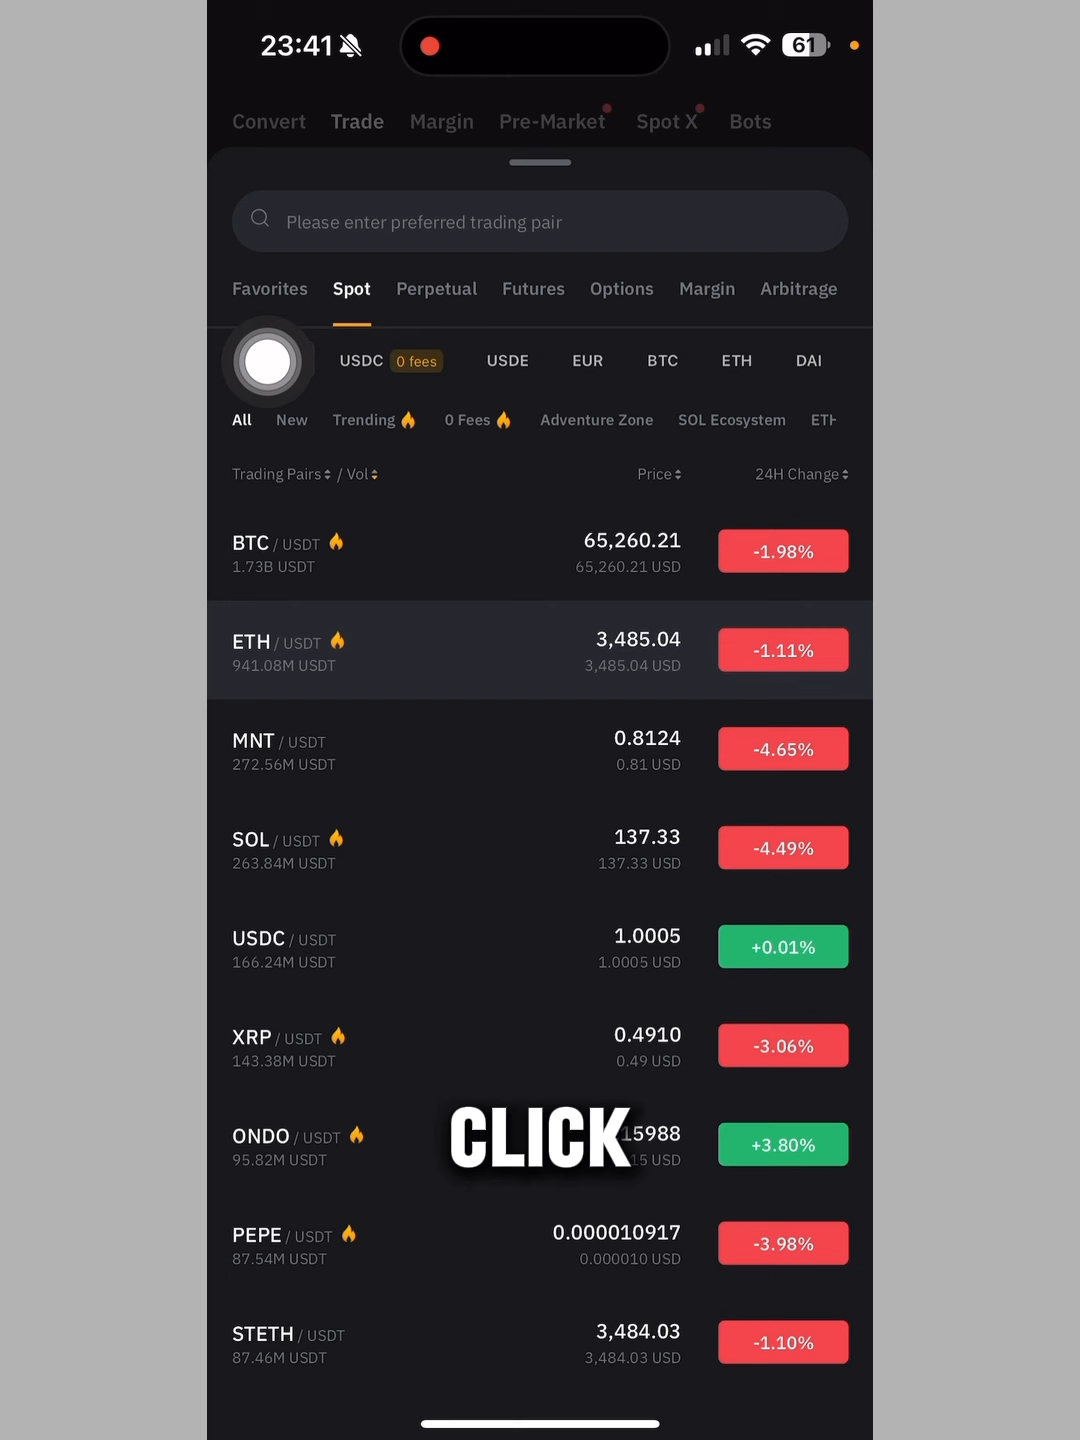 23:41
61
Convert Trade Margin Pre-Market Spot X Bots
Please enter preferred trading pair
Favorites Spot Perpetual Futures Options Margin Arbitrage
USDC 0 fees USDE EUR BTC ETH DAI
All New Trending 0 Fees Adventure Zone SOL Ecosystem
Trading Pairs / Vol Price 24H Change
BTC / USDT 65,260.21 -1.98%
1.73B USDT 65,260.21 USD
ETH / USDT 3,485.04 -1.11%
941.08M USDT 3,485.04 USD
MNT / USDT 0.8124 -4.65%
272.56M USDT 0.81 USD
SOL / USDT 137.33 -4.49%
263.84M USDT 137.33 USD
USDC / USDT 1.0005 +0.01%
166.24M USDT 1.0005 USD
XRP / USDT 0.4910 -3.06%
143.38M USDT 0.49 USD
ONDO / USDT 15988 +3.80%
95.82M USDT 15 USD
CLICK
PEPE / USDT 0.000010917 -3.98%
87.54M USDT 0.000010 USD
STETH / USDT 3,484.03 -1.10%
87.46M USDT 3,484.03 USD